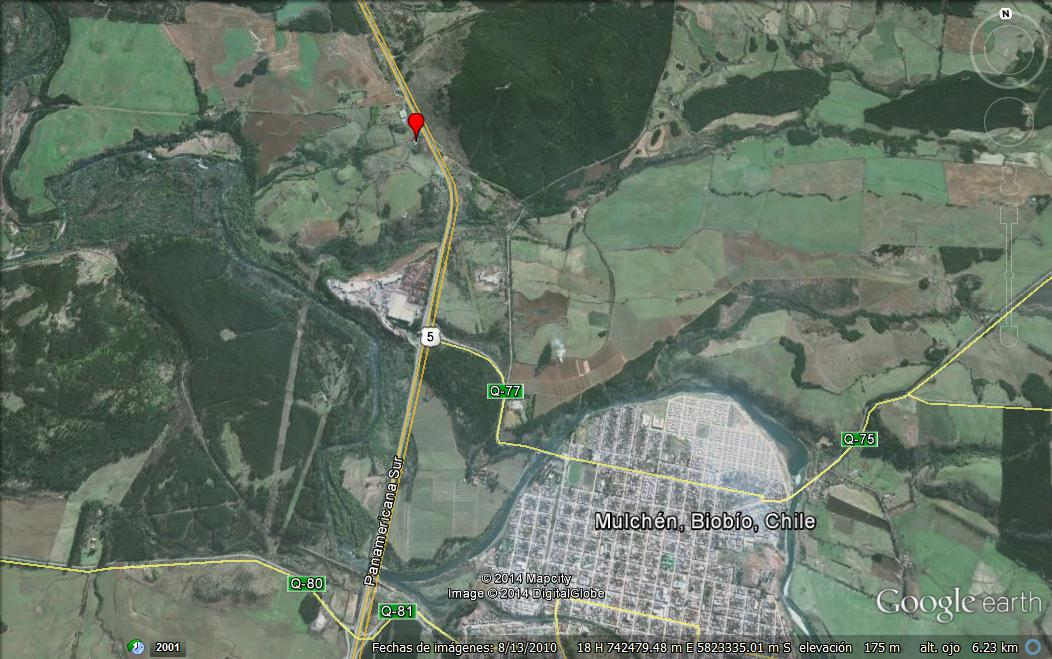 N
5
Q-77
Q-75
Panamericana Sur
Mulchén, Biobío, Chile
© 2014 Mapcity
Image © 2014 DigitalGlobe
Q-80
Q-81
Google earth
2001
Fechas de imágenes: 8/13/2010 18 H 742479.48 m E 5823335.01 m S elevación 175 m alt. ojo 6.23 km